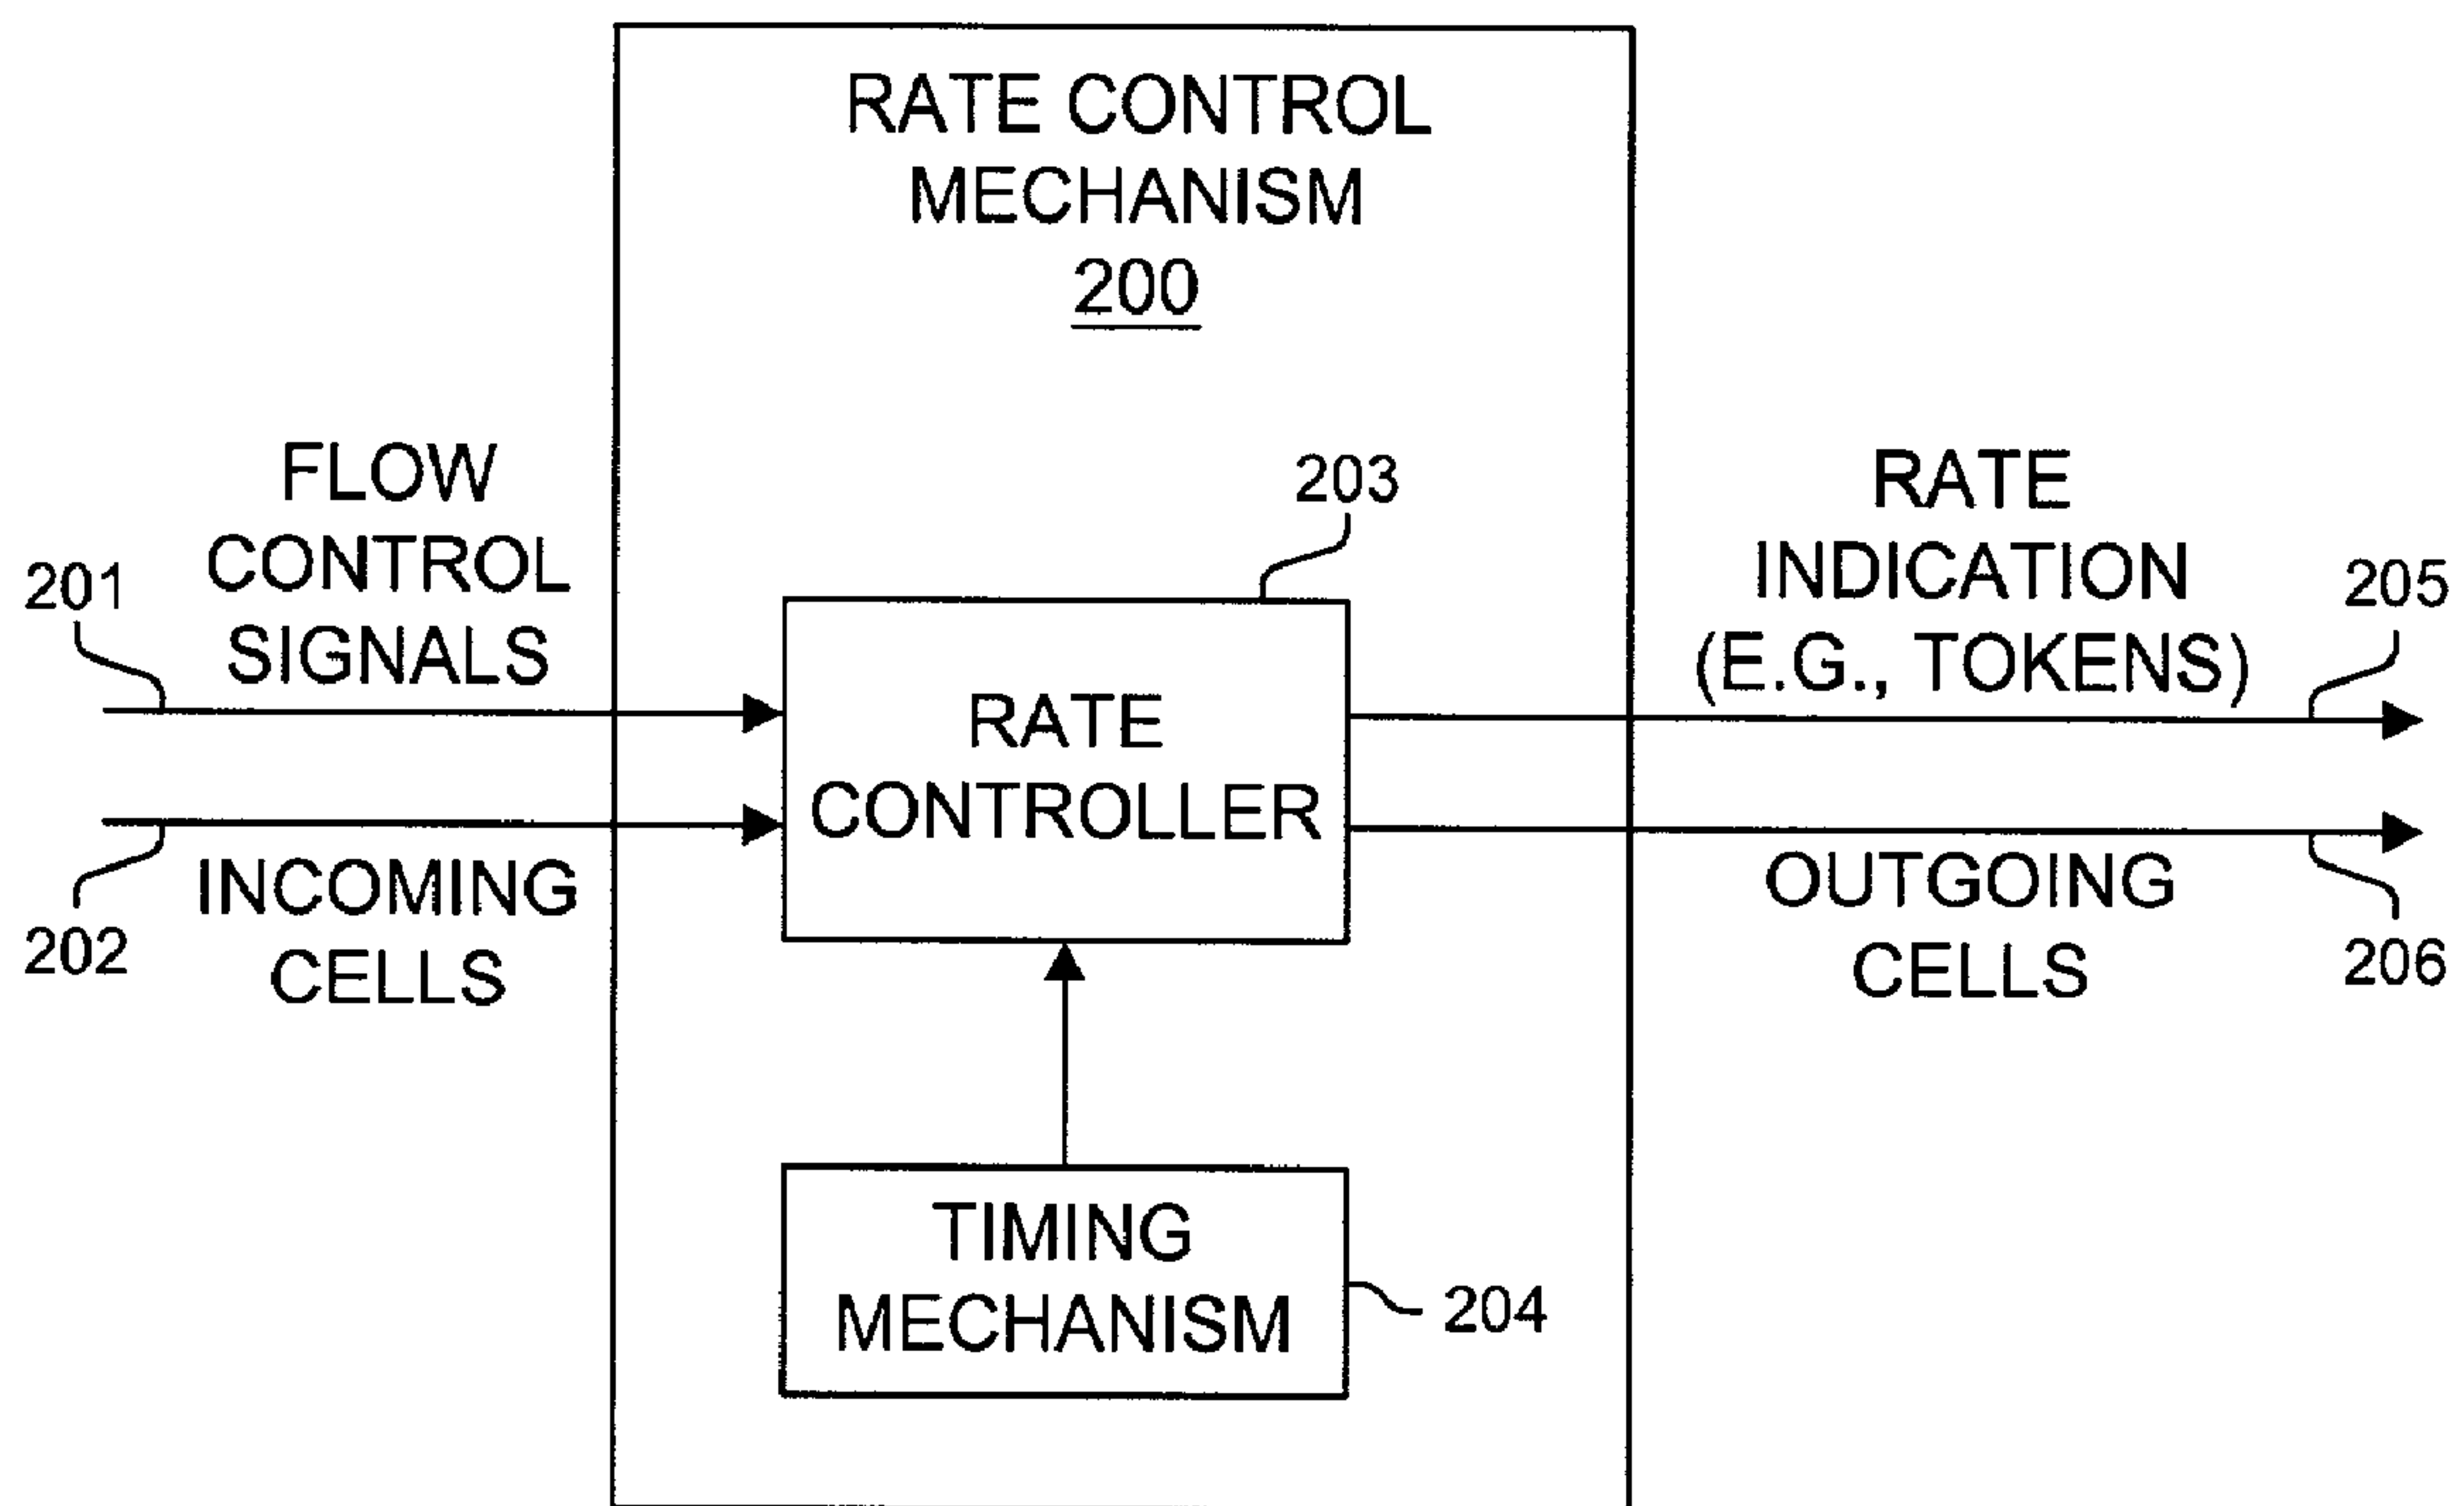 RATE CONTROL
MECHANISM
200
FLOW
CONTROL
SIGNALS
201
INCOMING
CELLS
202
203
RATE
CONTROLLER
TIMING
MECHANISM
204
RATE
INDICATION
(E.G., TOKENS)
205
OUTGOING
CELLS
206